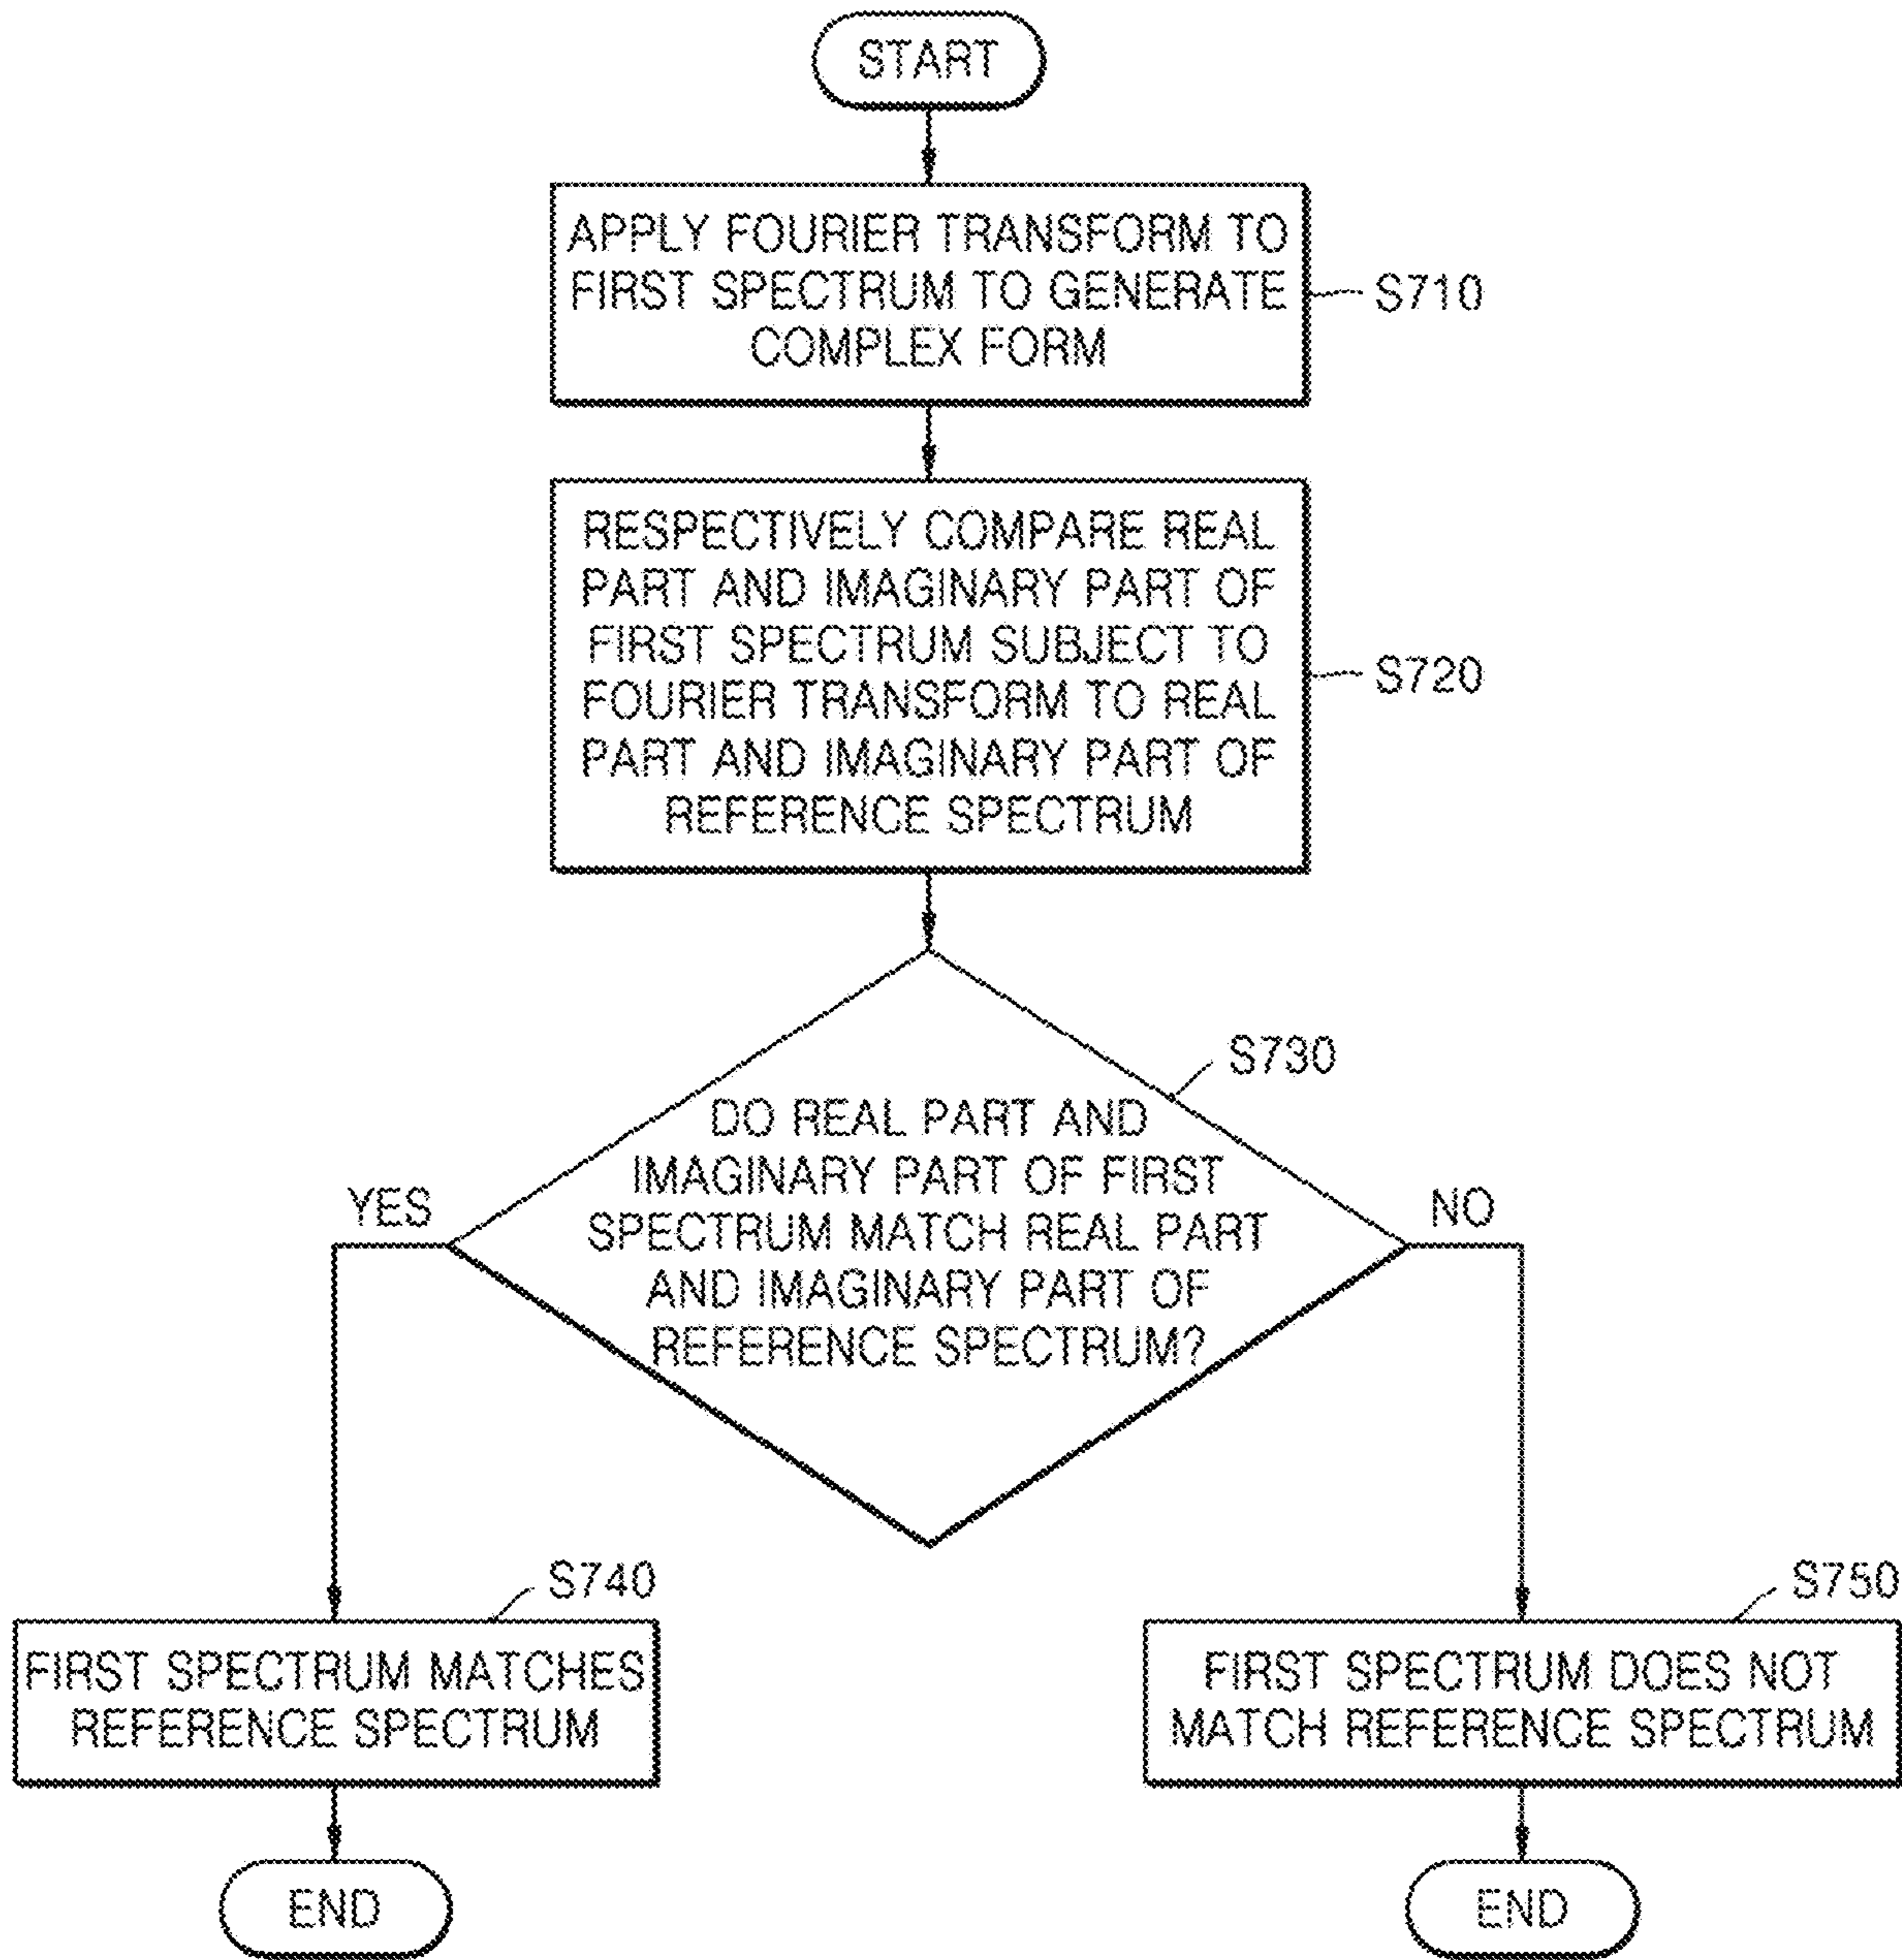 START
APPLY FOURIER TRANSFORM TO
FIRST SPECTRUM TO GENERATE
COMPLEX FORM
S710
RESPECTIVELY COMPARE REAL
PART AND IMAGINARY PART OF
FIRST SPECTRUM SUBJECT TO
FOURIER TRANSFORM TO REAL
PART AND IMAGINARY PART OF
REFERENCE SPECTRUM
S720
S730
DO REAL PART AND
IMAGINARY PART OF FIRST
SPECTRUM MATCH REAL PART
AND IMAGINARY PART OF
REFERENCE SPECTRUM?
YES
NO
S740
FIRST SPECTRUM MATCHES
REFERENCE SPECTRUM
S750
FIRST SPECTRUM DOES NOT
MATCH REFERENCE SPECTRUM
END
END